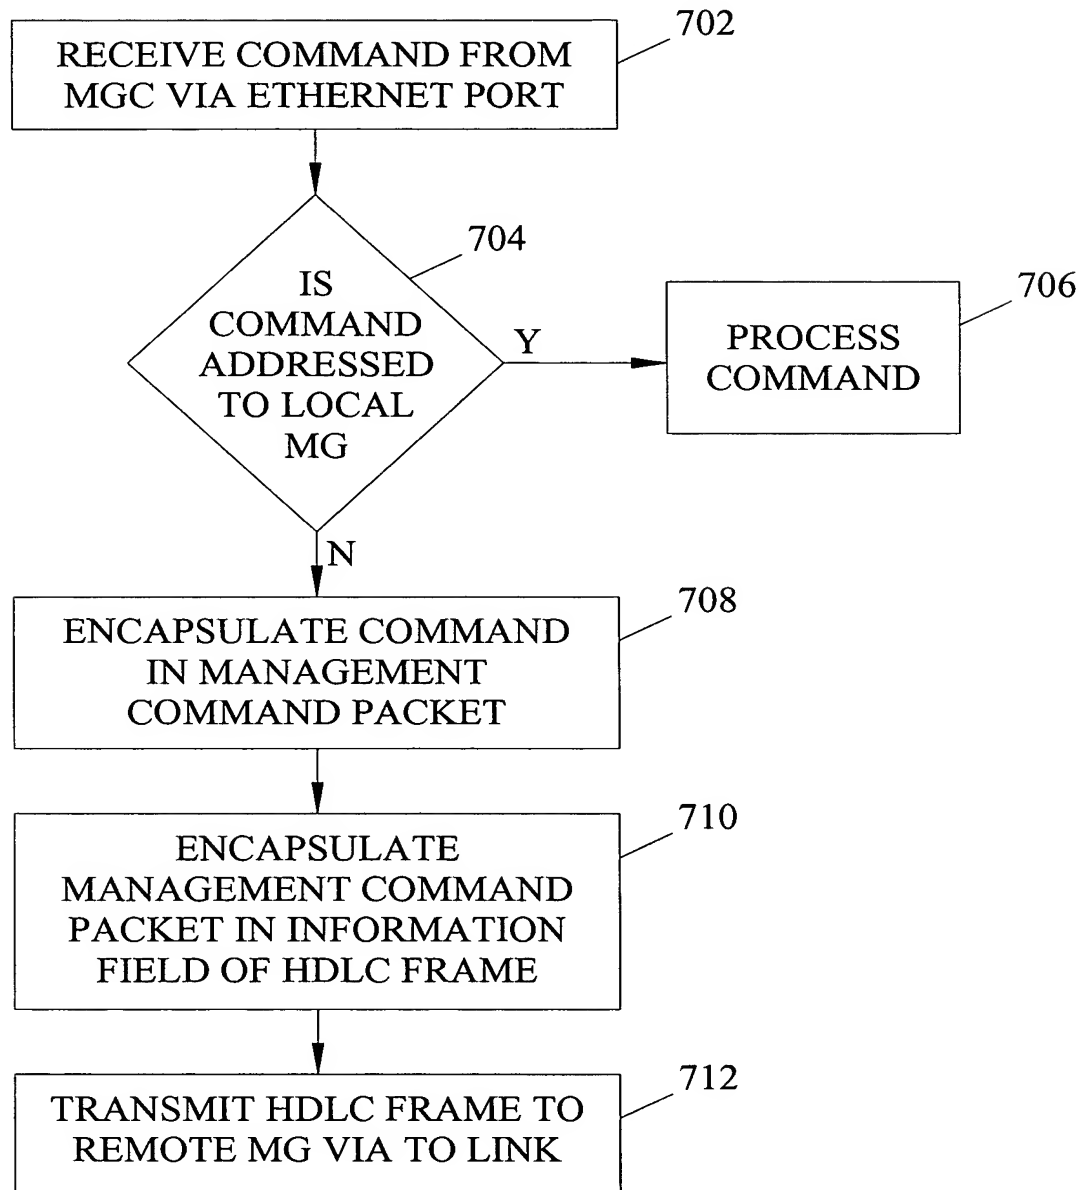 702
RECEIVE COMMAND FROM
MGC VIA ETHERNET PORT
704
IS
COMMAND
ADDRESSED
TO LOCAL
MG
Y
706
PROCESS
COMMAND
N
708
ENCAPSULATE COMMAND
IN MANAGEMENT
COMMAND PACKET
710
ENCAPSULATE
MANAGEMENT COMMAND
PACKET IN INFORMATION
FIELD OF HDLC FRAME
712
TRANSMIT HDLC FRAME TO
REMOTE MG VIA TO LINK